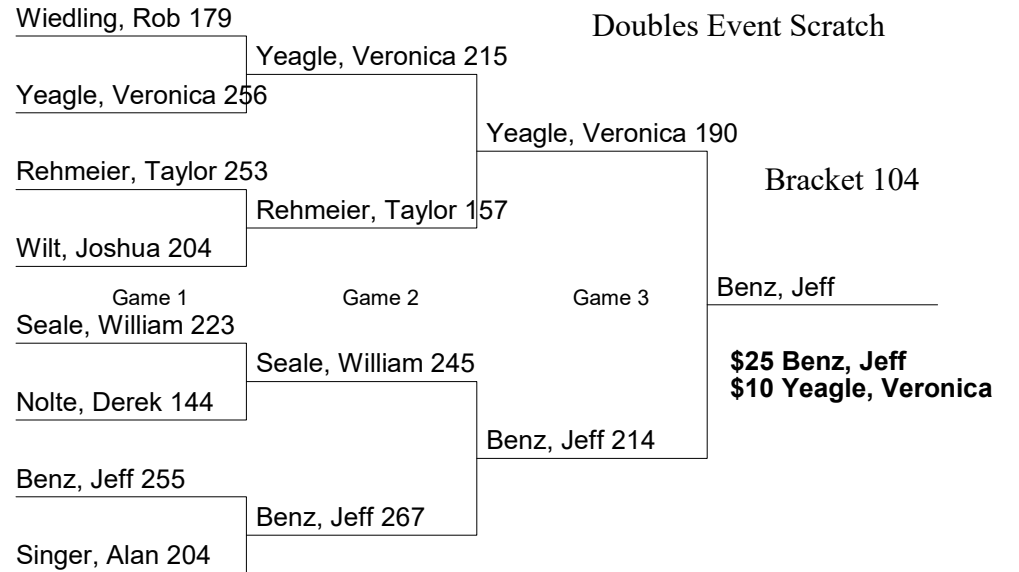 Wiedling, Rob 179
Doubles Event Scratch
Yeagle, Veronica 215
Yeagle, Veronica 256
Yeagle, Veronica 190
Rehmeier, Taylor 253
Bracket 104
Rehmeier, Taylor 157
Wilt, Joshua 204
Game 1
Game 2
Game 3
Benz, Jeff
Seale, William 223
Seale, William 245
$25 Benz, Jeff
$10 Yeagle, Veronica
Nolte, Derek 144
Benz, Jeff 214
Benz, Jeff 255
Benz, Jeff 267
Singer, Alan 204